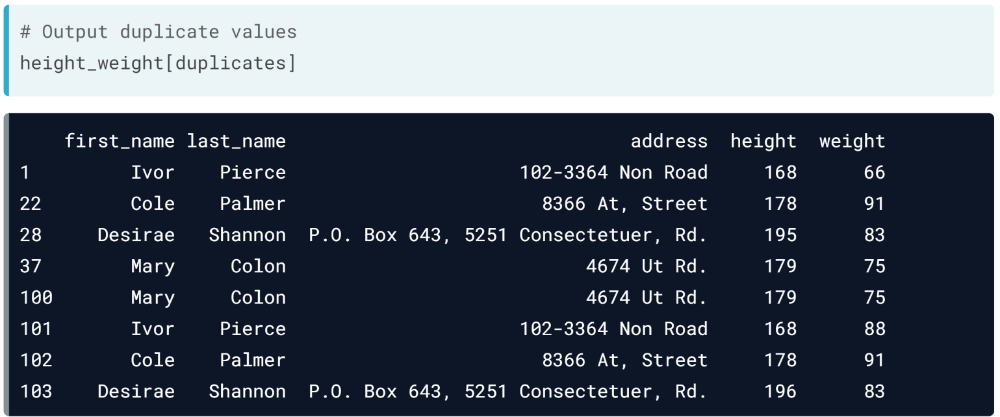 # Output duplicate values
height_weight[duplicates]
first_name last_name address height weight
1 Ivor Pierce 102-3364 Non Road 168 66
22 Cole Palmer 8366 At, Street 178 91
28 Desirae Shannon P.O. Box 643, 5251 Consectetuer, Rd. 195 83
37 Mary Colon 4674 Ut Rd. 179 75
100 Mary Colon 4674 Ut Rd. 179 75
101 Ivor Pierce 102-3364 Non Road 168 88
102 Cole Palmer 8366 At, Street 178 91
103 Desirae Shannon P.O. Box 643, 5251 Consectetuer, Rd. 196 83